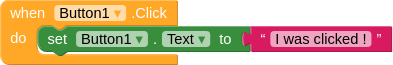 when Button1 .Click
do set Button1 . Text to “ I was clicked ! ”